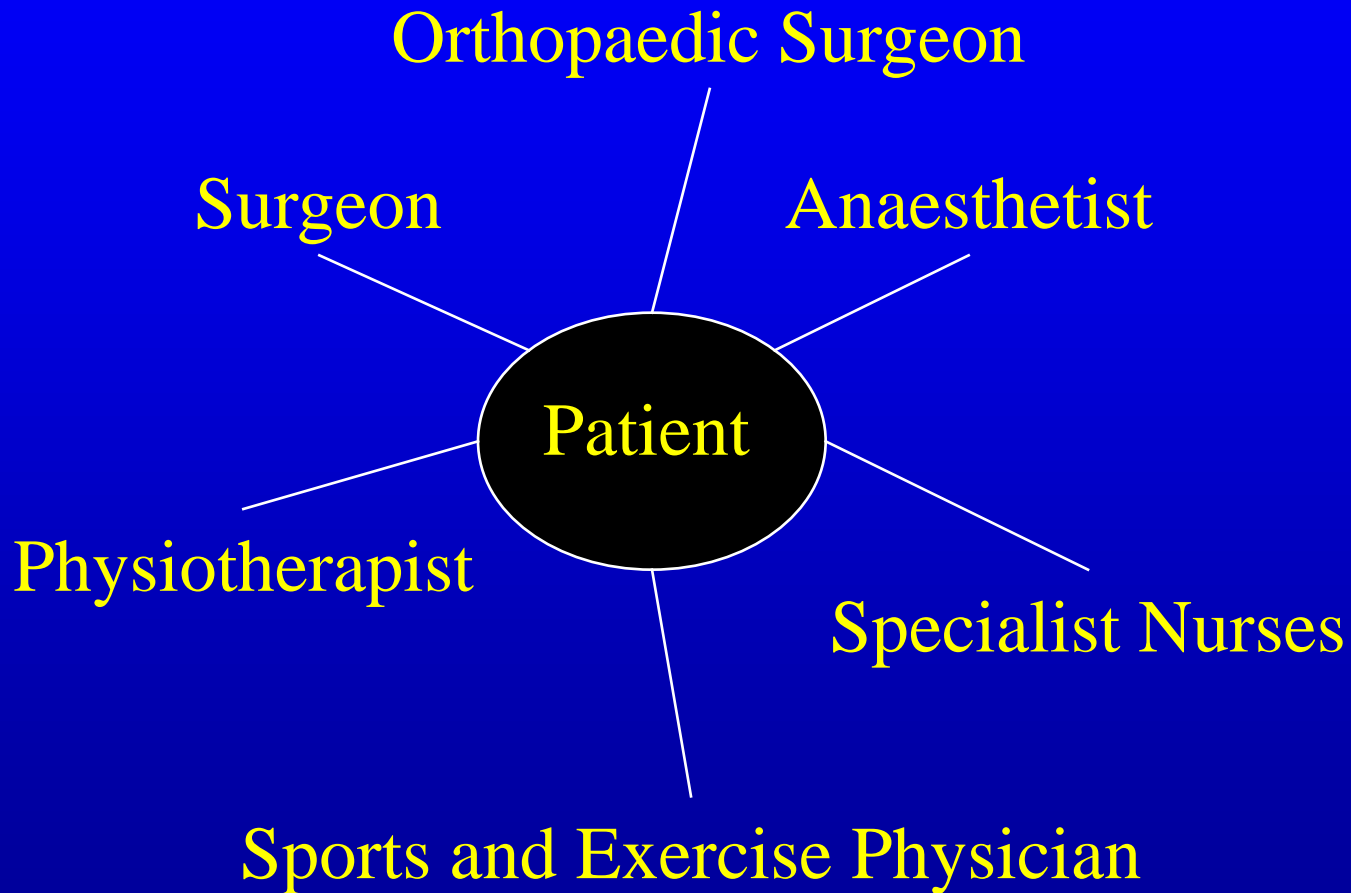 Orthopaedic Surgeon
Surgeon
Anaesthetist
Patient
Physiotherapist
Specialist Nurses
Sports and Exercise Physician